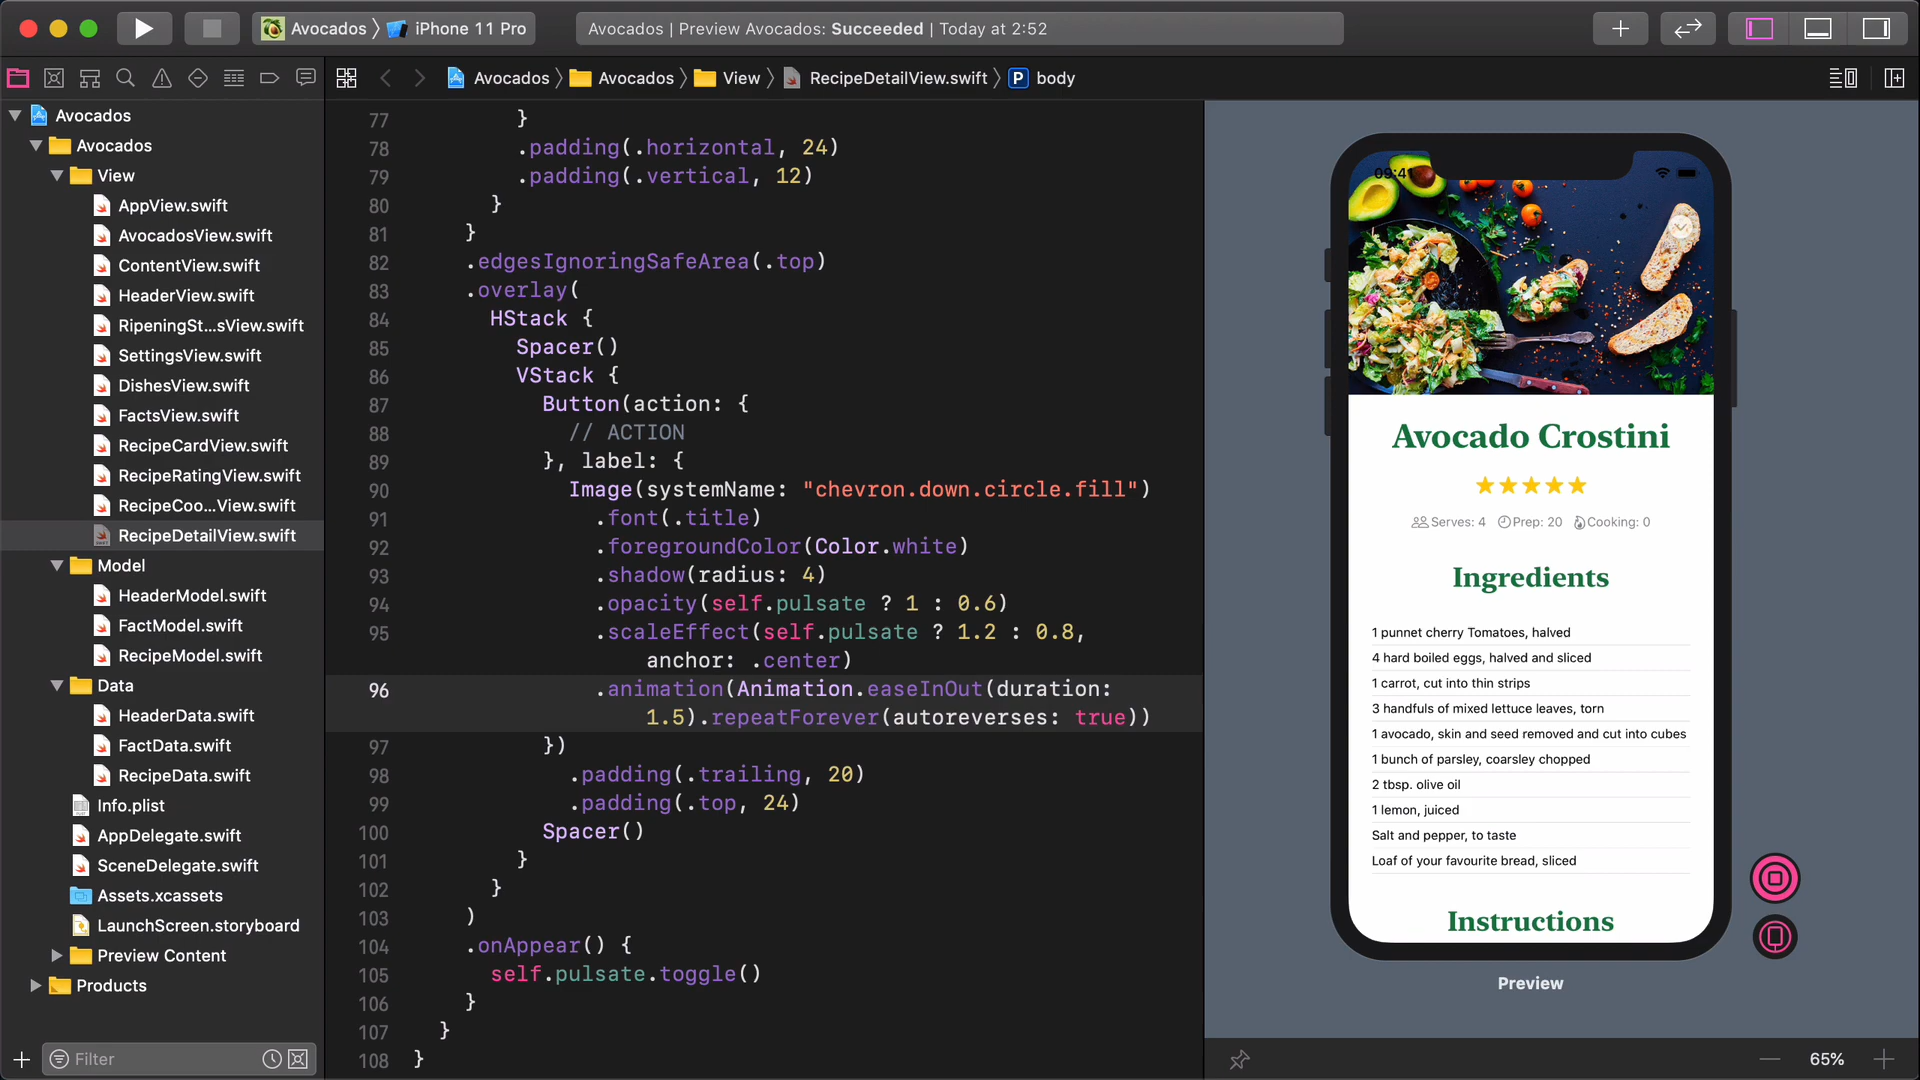 Avocados
iPhone 11 Pro
Avocados | Preview Avocados: Succeeded | Today at 2:52
Avocados
Avocados
View
RecipeDetailView.swift
P body
Avocados
Avocados
View
AppView.swift
AvocadosView.swift
ContentView.swift
HeaderView.swift
RipeningSt...sView.swift
SettingsView.swift
DishesView.swift
FactsView.swift
RecipeCardView.swift
RecipeRatingView.swift
RecipeCoo...View.swift
RecipeDetailView.swift
Model
HeaderModel.swift
FactModel.swift
RecipeModel.swift
Data
HeaderData.swift
FactData.swift
RecipeData.swift
Info.plist
AppDelegate.swift
SceneDelegate.swift
Assets.xcassets
LaunchScreen.storyboard
Preview Content
Products
Filter
77 }
78 .padding(.horizontal, 24)
79 .padding(.vertical, 12)
80 }
81 }
82 .edgesIgnoringSafeArea(.top)
83 .overlay(
84 HStack {
85 Spacer()
86 VStack {
87 Button(action: {
88 // ACTION
89 }, label: {
90 Image(systemName: "chevron.down.circle.fill")
91 .font(.title)
92 .foregroundColor(Color.white)
93 .shadow(radius: 4)
94 .opacity(self.pulsate ? 1 : 0.6)
95 .scaleEffect(self.pulsate ? 1.2 : 0.8,
anchor: .center)
96 .animation(Animation.easeInOut(duration:
1.5).repeatForever(autoreverses: true))
97 })
98 .padding(.trailing, 20)
99 .padding(.top, 24)
100 Spacer()
101 }
102 }
103 )
104 .onAppear() {
105 self.pulsate.toggle()
106 }
107 }
108 }
09:41
Avocado Crostini
Serves: 4 Prep: 20 Cooking: 0
Ingredients
1 punnet cherry Tomatoes, halved
4 hard boiled eggs, halved and sliced
1 carrot, cut into thin strips
3 handfuls of mixed lettuce leaves, torn
1 avocado, skin and seed removed and cut into cubes
1 bunch of parsley, coarsley chopped
2 tbsp. olive oil
1 lemon, juiced
Salt and pepper, to taste
Loaf of your favourite bread, sliced
Instructions
Preview
65%